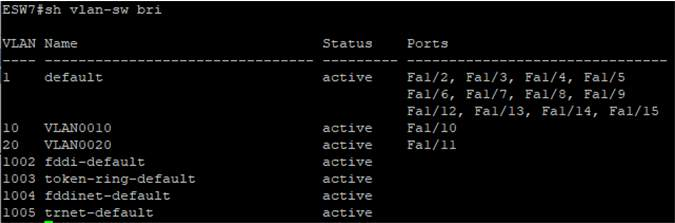 ESW7#sh vlan-sw bri
VLAN Name Status Ports
---- -------------------------------- --------- -------------------------------
1 default active Fa1/2, Fa1/3, Fa1/4, Fa1/5
Fa1/6, Fa1/7, Fa1/8, Fa1/9
Fa1/12, Fa1/13, Fa1/14, Fa1/15
10 VLAN0010 active Fa1/10
20 VLAN0020 active Fa1/11
1002 fddi-default active
1003 token-ring-default active
1004 fddinet-default active
1005 trnet-default active